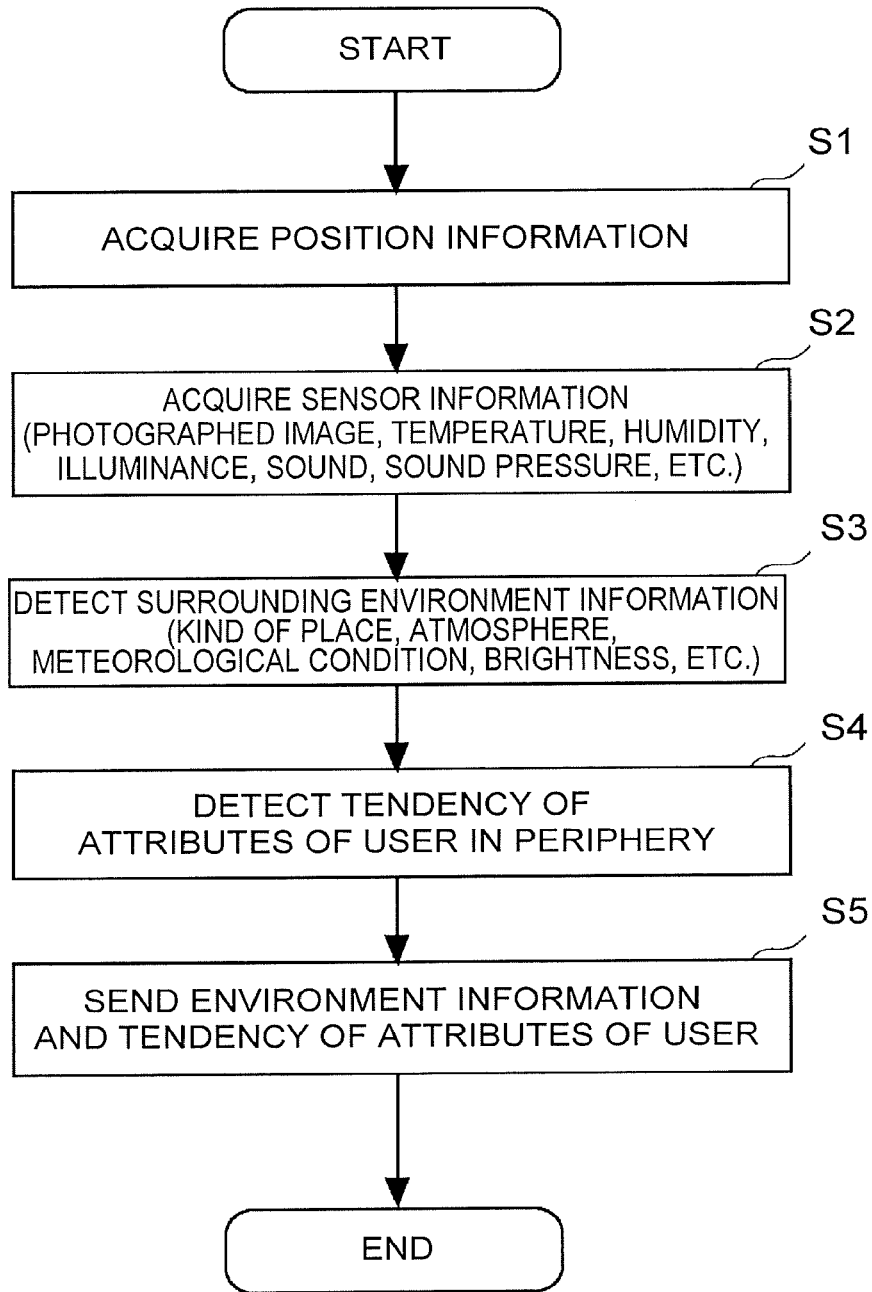 START
S1
ACQUIRE POSITION INFORMATION
S2
ACQUIRE SENSOR INFORMATION
(PHOTOGRAPHED IMAGE, TEMPERATURE, HUMIDITY,
ILLUMINANCE, SOUND, SOUND PRESSURE, ETC.)
S3
DETECT SURROUNDING ENVIRONMENT INFORMATION
(KIND OF PLACE, ATMOSPHERE,
METEOROLOGICAL CONDITION, BRIGHTNESS, ETC.)
S4
DETECT TENDENCY OF
ATTRIBUTES OF USER IN PERIPHERY
S5
SEND ENVIRONMENT INFORMATION
AND TENDENCY OF ATTRIBUTES OF USER
END